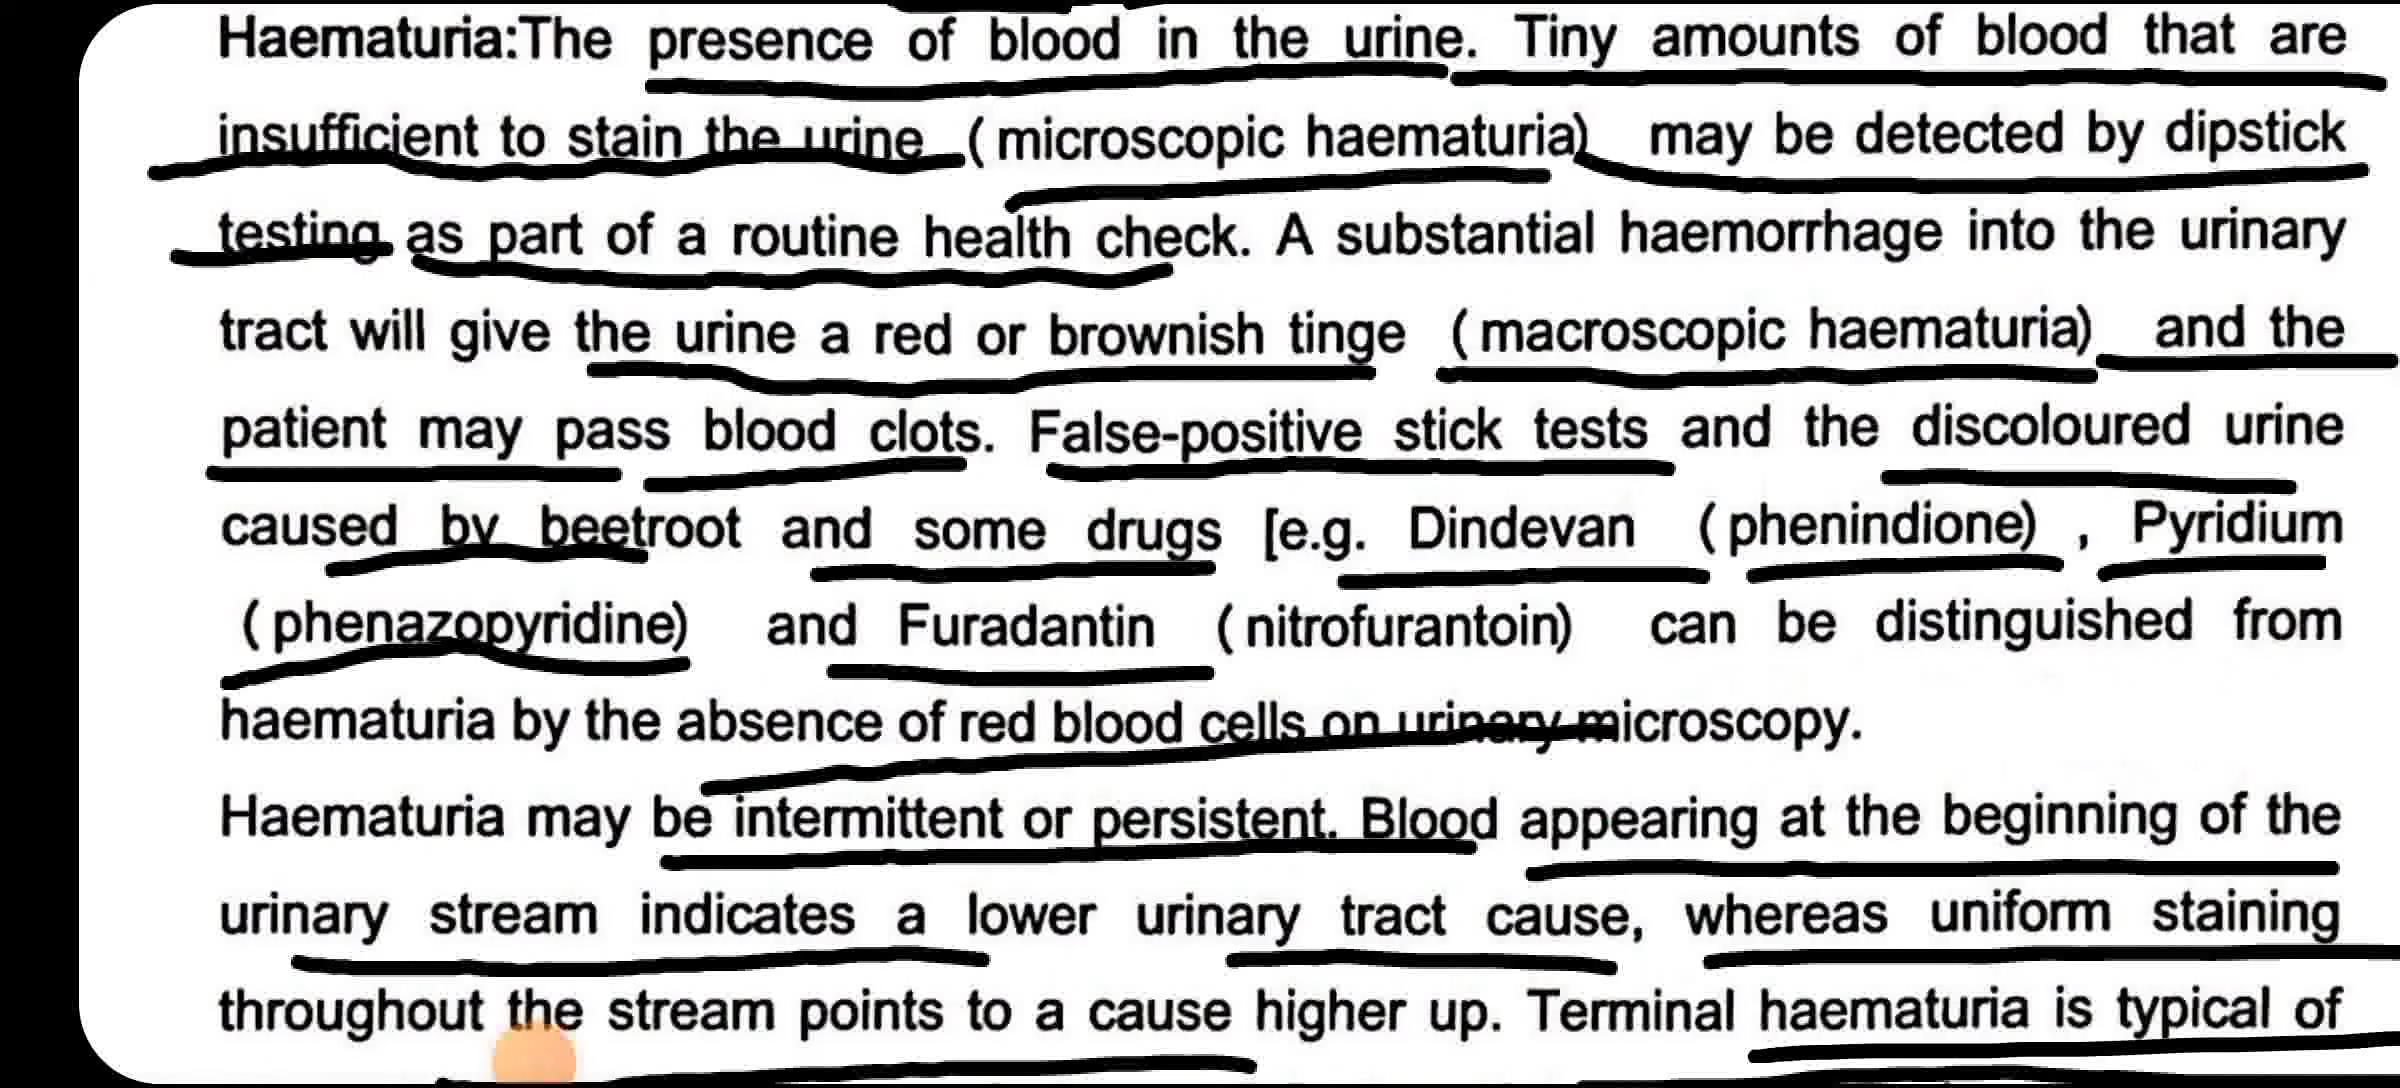 Haematuria:The presence of blood in the urine. Tiny amounts of blood that are
insufficient to stain the urine (microscopic haematuria) may be detected by dipstick
testing as part of a routine health check. A substantial haemorrhage into the urinary
tract will give the urine a red or brownish tinge (macroscopic haematuria) and the
patient may pass blood clots. False-positive stick tests and the discoloured urine
caused by beetroot and some drugs [e.g. Dindevan (phenindione) , Pyridium
(phenazopyridine) and Furadantin (nitrofurantoin) can be distinguished from
haematuria by the absence of red blood cells on urinary microscopy.
Haematuria may be intermittent or persistent. Blood appearing at the beginning of the
urinary stream indicates a lower urinary tract cause, whereas uniform staining
throughout the stream points to a cause higher up. Terminal haematuria is typical of